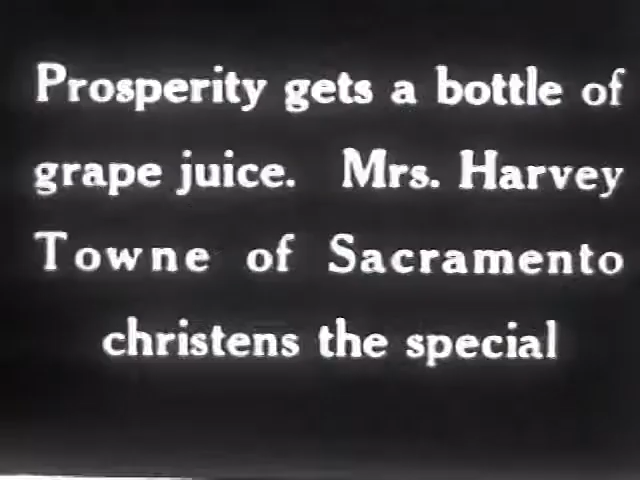 Prosperity gets a bottle of
grape juice. Mrs. Harvey
Towne of Sacramento
christens the special